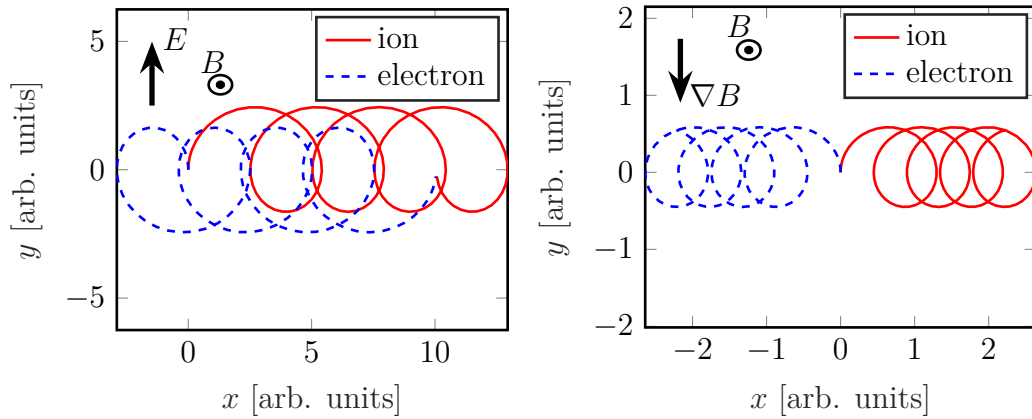 5
0
−5
0
5
10
y [arb. units]
x [arb. units]
E
B
ion
electron
2
1
0
−1
−2
−2
−1
0
1
2
y [arb. units]
x [arb. units]
B
∇B
ion
electron